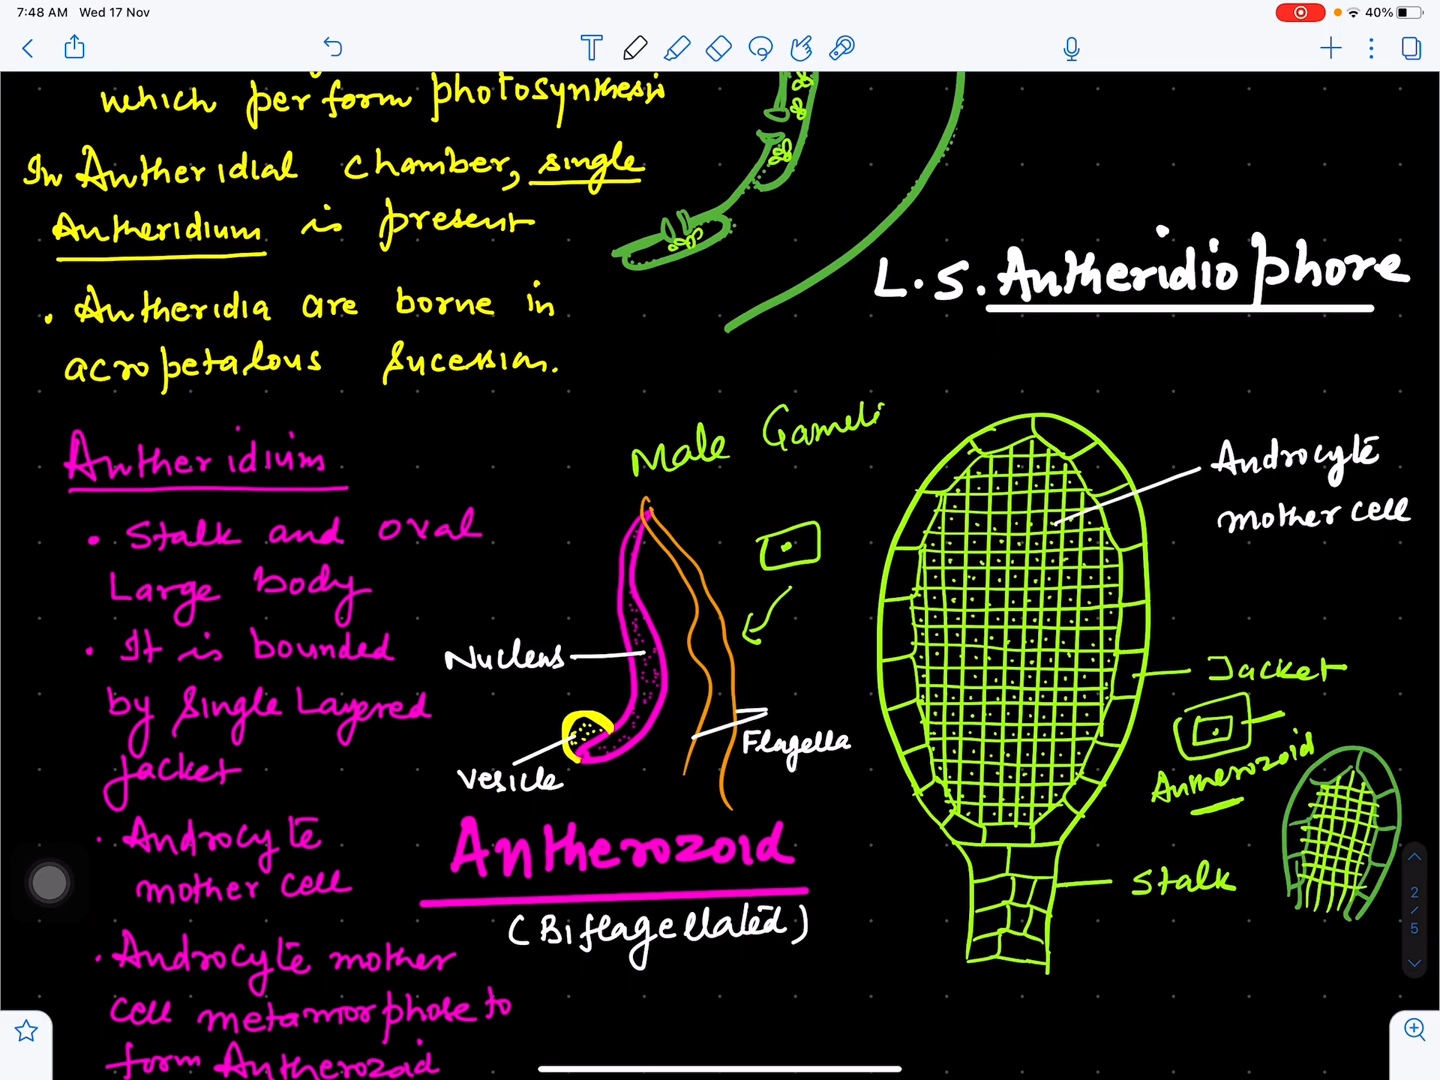 7:48 AM Wed 17 Nov
40%
which perform photosynthesis
In Antheridial chamber, single
Antheridium is present
. Antheridia are borne in
acropetalous sucession.
L.S. Antheridiophore
Antheridium
• Stalk and oval
Large body
• It is bounded
by single Layered
jacket
• Androcyte
mother cell
• Androcyte mother
cell metamorphose to
form Antherozoid
Male Gamete
Nucleus
Vesicle
Flagella
Antherozoid
(Biflagellated)
Androcyte
mother cell
Jacket
Antherozoid
Stalk
2
/
5